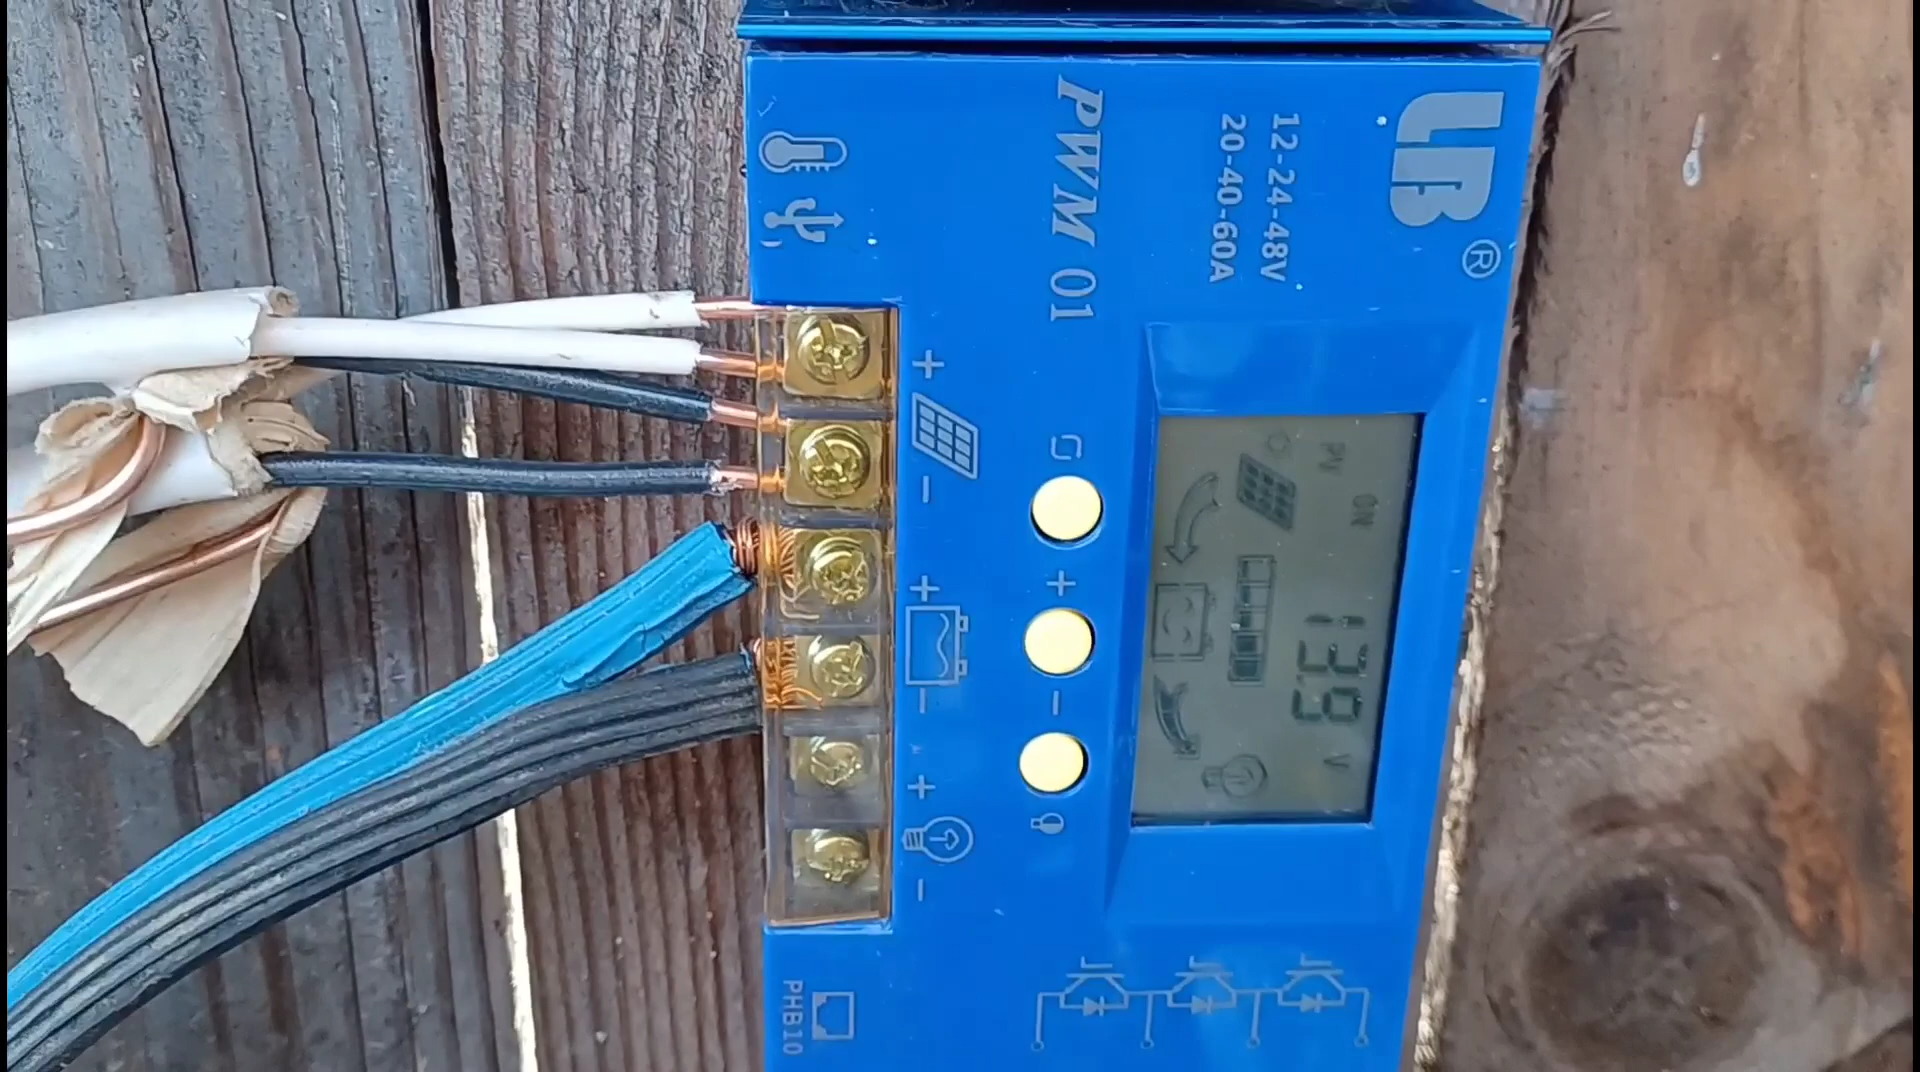 LB®
12-24-48V
20-40-60A
PWM 01
PV ON
13.9 V
+
-
+
-
+
-
+
-
PHB10